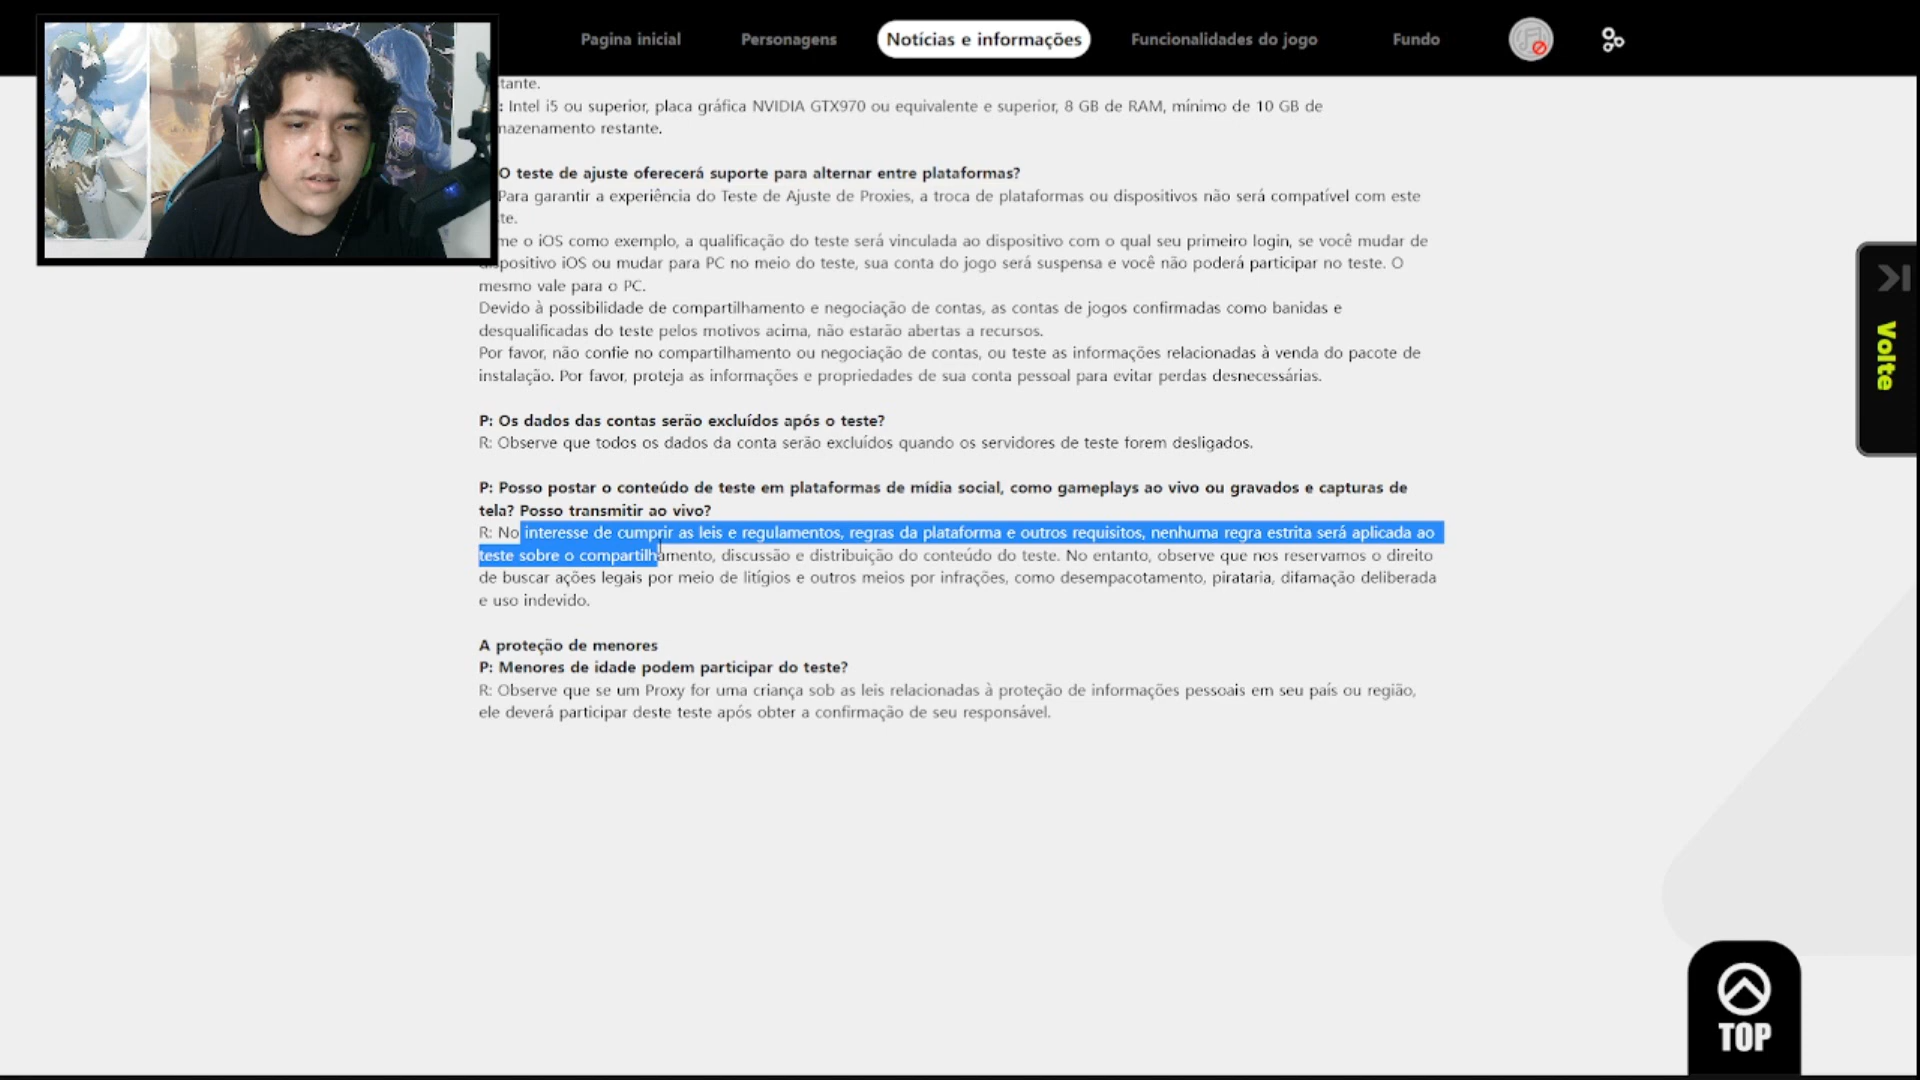 Pagina inicial
Personagens
Notícias e informações
Funcionalidades do jogo
Fundo
tante.
: Intel i5 ou superior, placa gráfica NVIDIA GTX970 ou equivalente e superior, 8 GB de RAM, mínimo de 10 GB de
mazenamento restante.
O teste de ajuste oferecerá suporte para alternar entre plataformas?
Para garantir a experiência do Teste de Ajuste de Proxies, a troca de plataformas ou dispositivos não será compatível com este
te.
me o iOS como exemplo, a qualificação do teste será vinculada ao dispositivo com o qual seu primeiro login, se você mudar de
dispositivo iOS ou mudar para PC no meio do teste, sua conta do jogo será suspensa e você não poderá participar no teste. O
mesmo vale para o PC.
Devido à possibilidade de compartilhamento e negociação de contas, as contas de jogos confirmadas como banidas e
desqualificadas do teste pelos motivos acima, não estarão abertas a recursos.
Por favor, não confie no compartilhamento ou negociação de contas, ou teste as informações relacionadas à venda do pacote de
instalação. Por favor, proteja as informações e propriedades de sua conta pessoal para evitar perdas desnecessárias.
P: Os dados das contas serão excluídos após o teste?
R: Observe que todos os dados da conta serão excluídos quando os servidores de teste forem desligados.
P: Posso postar o conteúdo de teste em plataformas de mídia social, como gameplays ao vivo ou gravados e capturas de
tela? Posso transmitir ao vivo?
R: No interesse de cumprir as leis e regulamentos, regras da plataforma e outros requisitos, nenhuma regra estrita será aplicada ao
teste sobre o compartilhamento, discussão e distribuição do conteúdo do teste. No entanto, observe que nos reservamos o direito
de buscar ações legais por meio de litígios e outros meios por infrações, como desempacotamento, pirataria, difamação deliberada
e uso indevido.
A proteção de menores
P: Menores de idade podem participar do teste?
R: Observe que se um Proxy for uma criança sob as leis relacionadas à proteção de informações pessoais em seu país ou região,
ele deverá participar deste teste após obter a confirmação de seu responsável.
Volte
TOP